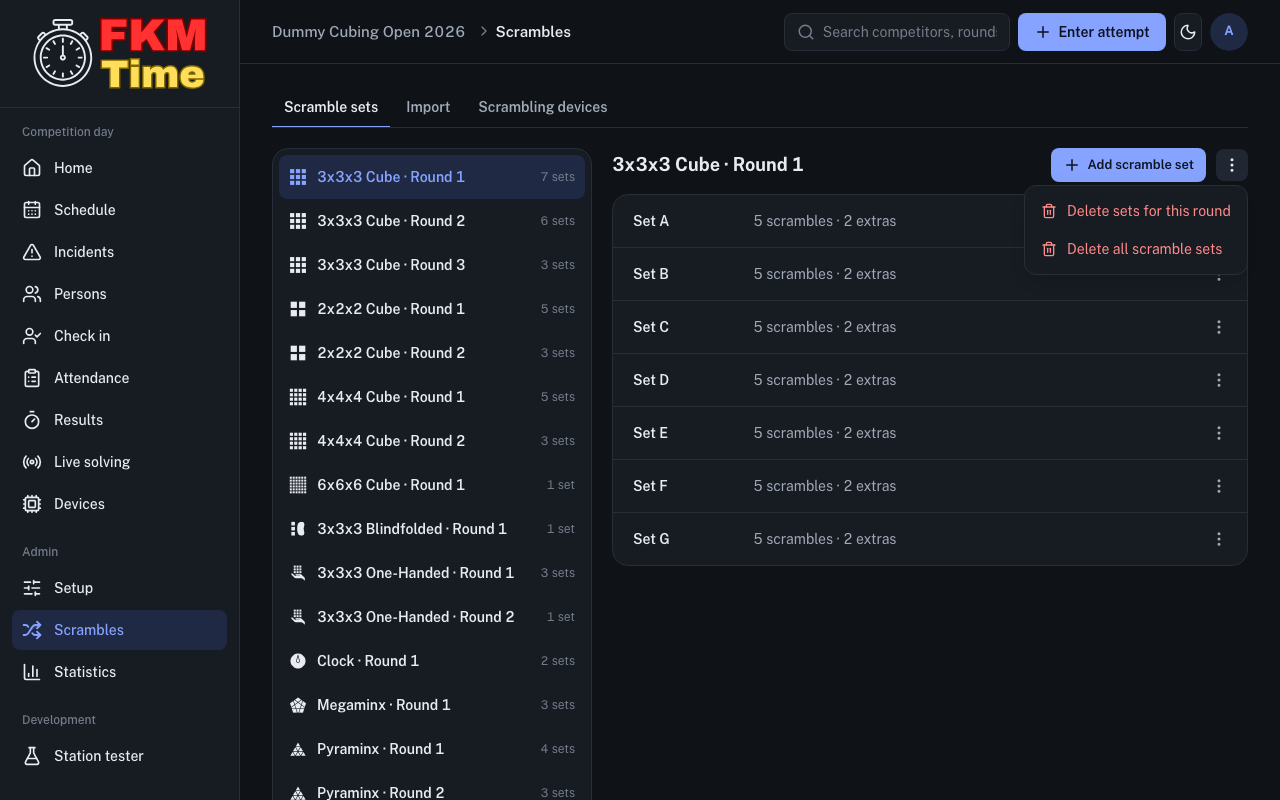 FKM
Time
Competition day
Home
Schedule
Incidents
Persons
Check in
Attendance
Results
Live solving
Devices
Admin
Setup
Scrambles
Statistics
Development
Station tester
Dummy Cubing Open 2026
Scrambles
Search competitors, rounds
Enter attempt
A
Scramble sets
Import
Scrambling devices
3x3x3 Cube · Round 1 7 sets
3x3x3 Cube · Round 2 6 sets
3x3x3 Cube · Round 3 3 sets
2x2x2 Cube · Round 1 5 sets
2x2x2 Cube · Round 2 3 sets
4x4x4 Cube · Round 1 5 sets
4x4x4 Cube · Round 2 3 sets
6x6x6 Cube · Round 1 1 set
3x3x3 Blindfolded · Round 1 1 set
3x3x3 One-Handed · Round 1 3 sets
3x3x3 One-Handed · Round 2 1 set
Clock · Round 1 2 sets
Megaminx · Round 1 3 sets
Pyraminx · Round 1 4 sets
Pyraminx · Round 2 3 sets
3x3x3 Cube · Round 1
Add scramble set
Delete sets for this round
Delete all scramble sets
Set A 5 scrambles · 2 extras
Set B 5 scrambles · 2 extras
Set C 5 scrambles · 2 extras
Set D 5 scrambles · 2 extras
Set E 5 scrambles · 2 extras
Set F 5 scrambles · 2 extras
Set G 5 scrambles · 2 extras